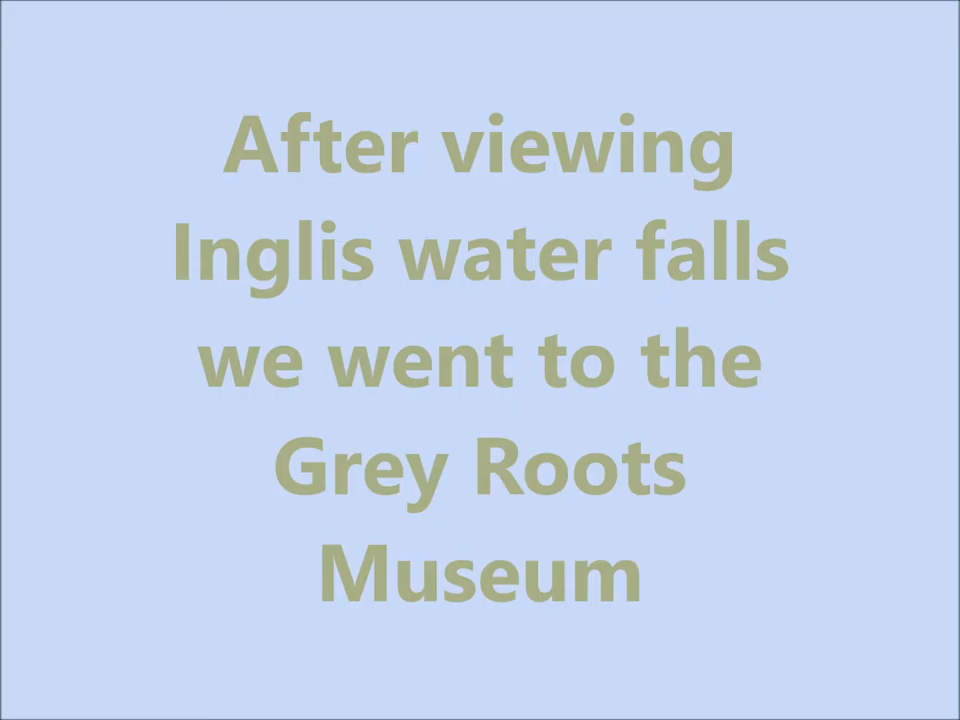 After viewing
Inglis water falls
we went to the
Grey Roots
Museum